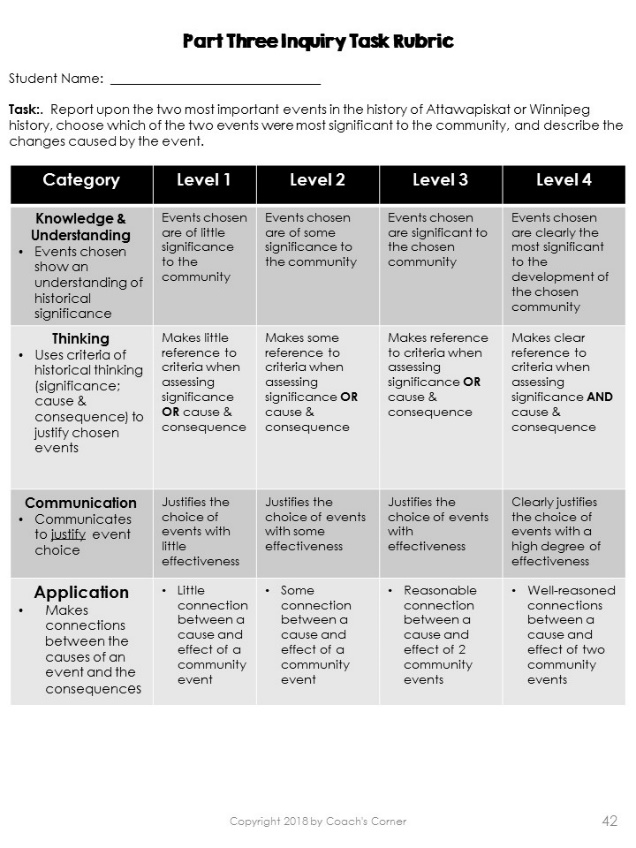 Part Three Inquiry Task Rubric
Student Name: ______________________________
Task:. Report upon the two most important events in the history of Attawapiskat or Winnipeg
history, choose which of the two events were most significant to the community, and describe the
changes caused by the event.
Category Level 1 Level 2 Level 3 Level 4
Knowledge &
Understanding
• Events chosen
show an
understanding of
historical
significance
Events chosen
are of little
significance
to the
community
Events chosen
are of some
significance to
the community
Events chosen
are significant to
the chosen
community
Events chosen
are clearly the
most significant
to the
development of
the chosen
community
Thinking
• Uses criteria of
historical thinking
(significance;
cause &
consequence) to
justify chosen
events
Makes little
reference to
criteria when
assessing
significance
OR cause &
consequence
Makes some
reference to
criteria when
assessing
significance OR
cause &
consequence
Makes reference
to criteria when
assessing
significance OR
cause &
consequence
Makes clear
reference to
criteria when
assessing
significance AND
cause &
consequence
Communication
• Communicates
to justify event
choice
Justifies the
choice of
events with
little
effectiveness
Justifies the
choice of events
with some
effectiveness
Justifies the
choice of events
with
effectiveness
Clearly justifies
the choice of
events with a
high degree of
effectiveness
Application
• Makes
connections
between the
causes of an
event and the
consequences
• Little
connection
between a
cause and
effect of a
community
event
• Some
connection
between a
cause and
effect of a
community
event
• Reasonable
connection
between a
cause and
effect of 2
community
events
• Well-reasoned
connections
between a
cause and
effect of two
community
events
Copyright 2018 by Coach's Corner
42